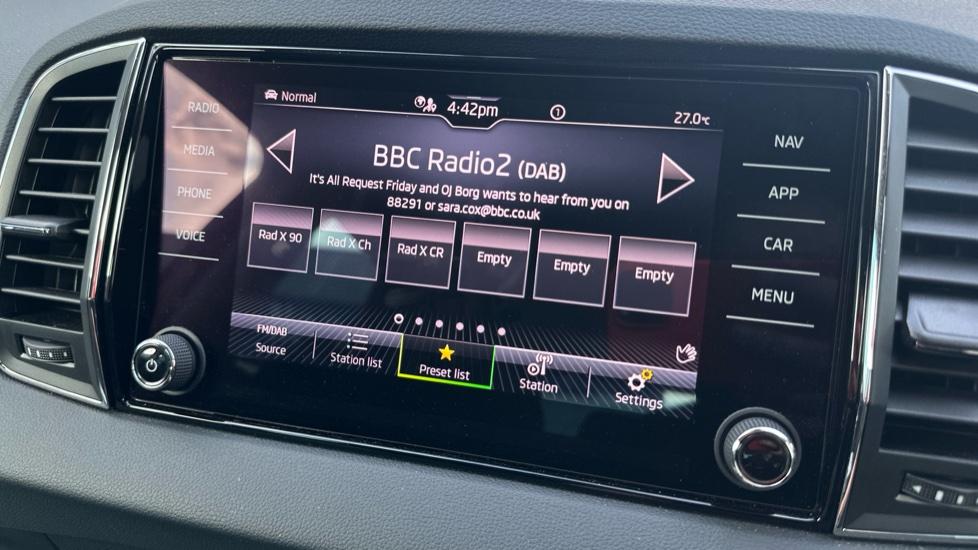 RADIO
MEDIA
PHONE
VOICE
Normal
4:42pm
1
27.0°C
BBC Radio2 (DAB)
It's All Request Friday and OJ Borg wants to hear from you on
88291 or sara.cox@bbc.co.uk
Rad X 90
Rad X Ch
Rad X CR
Empty
Empty
Empty
FM/DAB
Source
Station list
Preset list
Station
Settings
NAV
APP
CAR
MENU